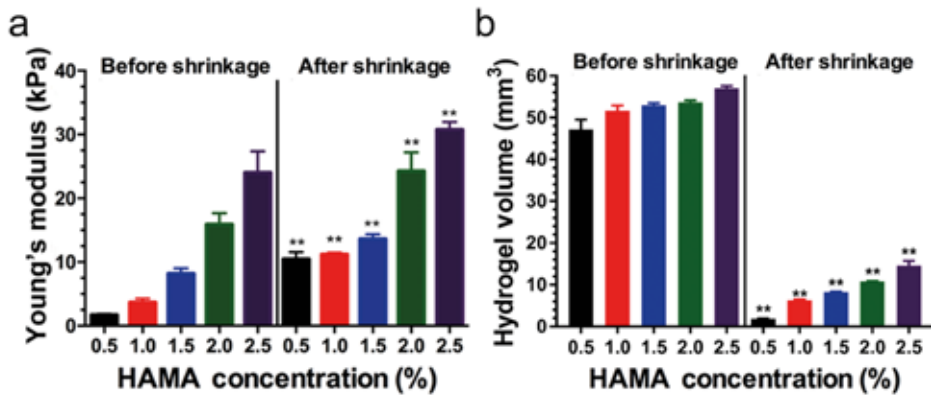 a
Before shrinkage After shrinkage
Young's modulus (kPa)
40
30
20
10
0
** ** ** ** **
0.5 1.0 1.5 2.0 2.5 0.5 1.0 1.5 2.0 2.5
HAMA concentration (%)
b
Before shrinkage After shrinkage
Hydrogel volume (mm³)
60
50
40
30
20
10
0
** ** ** ** **
0.5 1.0 1.5 2.0 2.5 0.5 1.0 1.5 2.0 2.5
HAMA concentration (%)